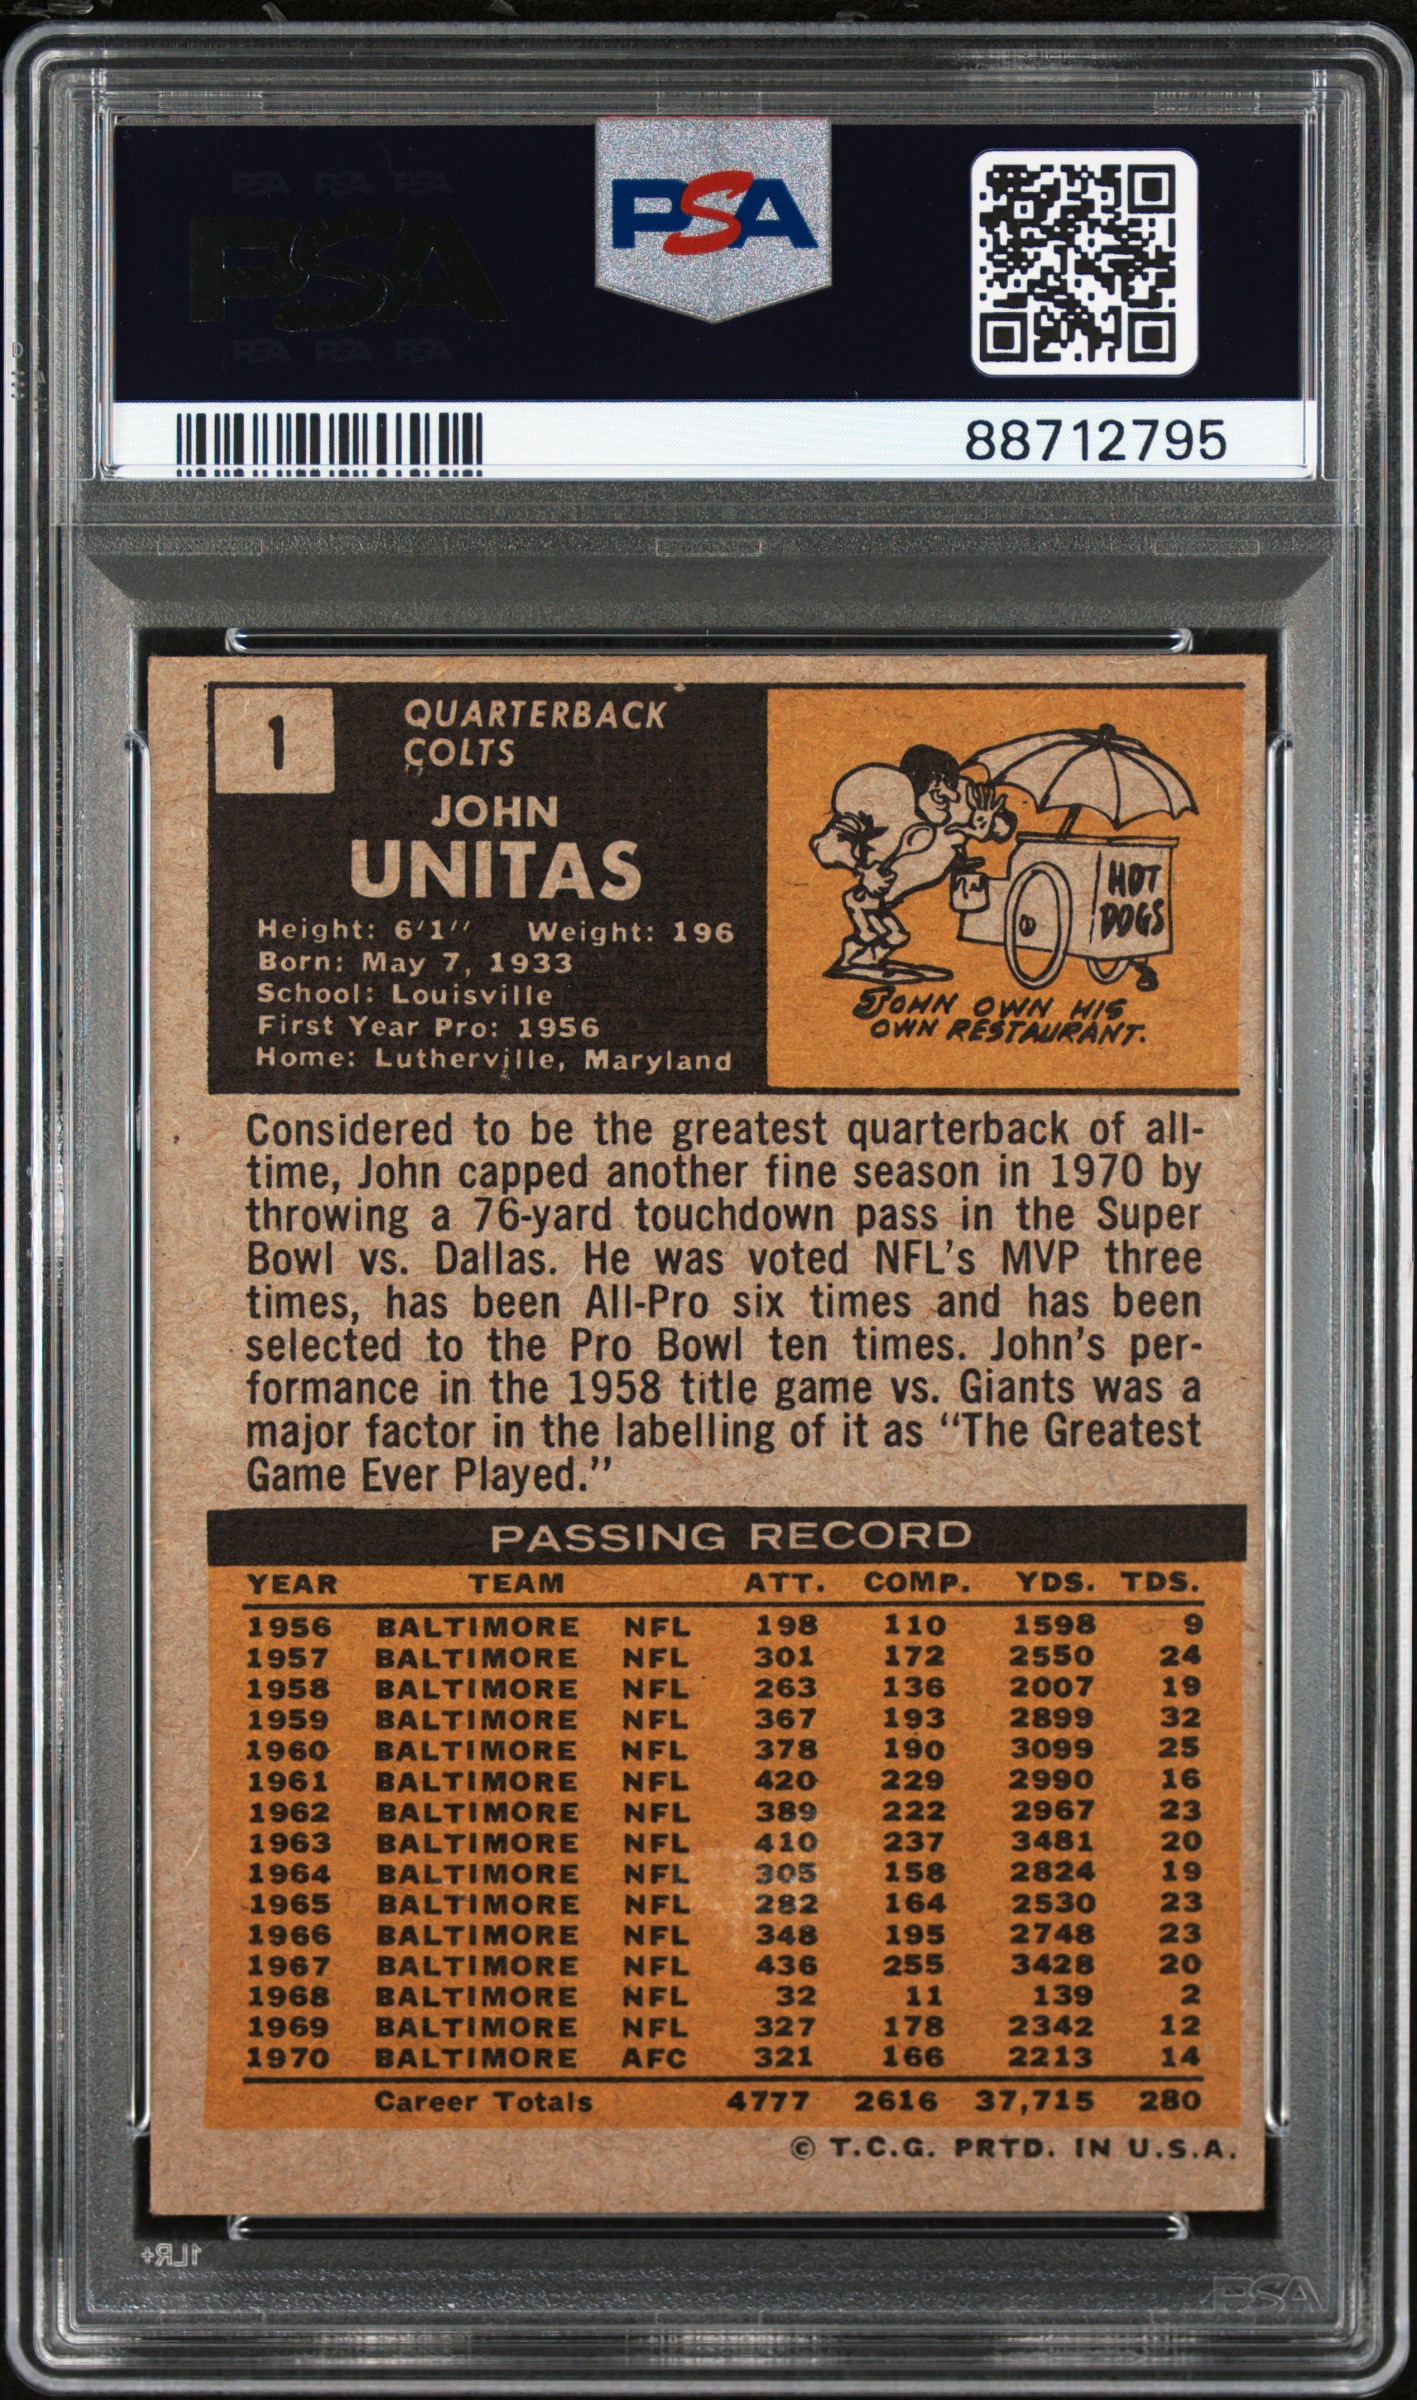 PSA PSA PSA
PSA
PSA PSA PSA
PSA
88712795
1
QUARTERBACK
COLTS
JOHN
UNITAS
Height: 6'1'' Weight: 196
Born: May 7, 1933
School: Louisville
First Year Pro: 1956
Home: Lutherville, Maryland
HOT
DOGS
JOHN OWN HIS
OWN RESTAURANT.
Considered to be the greatest quarterback of all-
time, John capped another fine season in 1970 by
throwing a 76-yard touchdown pass in the Super
Bowl vs. Dallas. He was voted NFL's MVP three
times, has been All-Pro six times and has been
selected to the Pro Bowl ten times. John's per-
formance in the 1958 title game vs. Giants was a
major factor in the labelling of it as "The Greatest
Game Ever Played."
PASSING RECORD
YEAR TEAM ATT. COMP. YDS. TDS.
1956 BALTIMORE NFL 198 110 1598 9
1957 BALTIMORE NFL 301 172 2550 24
1958 BALTIMORE NFL 263 136 2007 19
1959 BALTIMORE NFL 367 193 2899 32
1960 BALTIMORE NFL 378 190 3099 25
1961 BALTIMORE NFL 420 229 2990 16
1962 BALTIMORE NFL 389 222 2967 23
1963 BALTIMORE NFL 410 237 3481 20
1964 BALTIMORE NFL 305 158 2824 19
1965 BALTIMORE NFL 282 164 2530 23
1966 BALTIMORE NFL 348 195 2748 23
1967 BALTIMORE NFL 436 255 3428 20
1968 BALTIMORE NFL 32 11 139 2
1969 BALTIMORE NFL 327 178 2342 12
1970 BALTIMORE AFC 321 166 2213 14
Career Totals 4777 2616 37,715 280
© T.C.G. PRTD. IN U.S.A.
1LR+
PSA